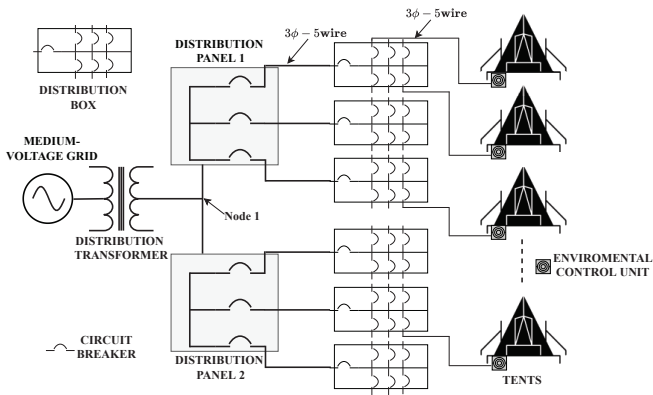 3ϕ − 5wire
3ϕ − 5wire
DISTRIBUTION
PANEL 1
DISTRIBUTION
BOX
MEDIUM-
VOLTAGE GRID
Node 1
DISTRIBUTION
TRANSFORMER
ENVIROMENTAL
CONTROL UNIT
CIRCUIT
BREAKER
DISTRIBUTION
PANEL 2
TENTS